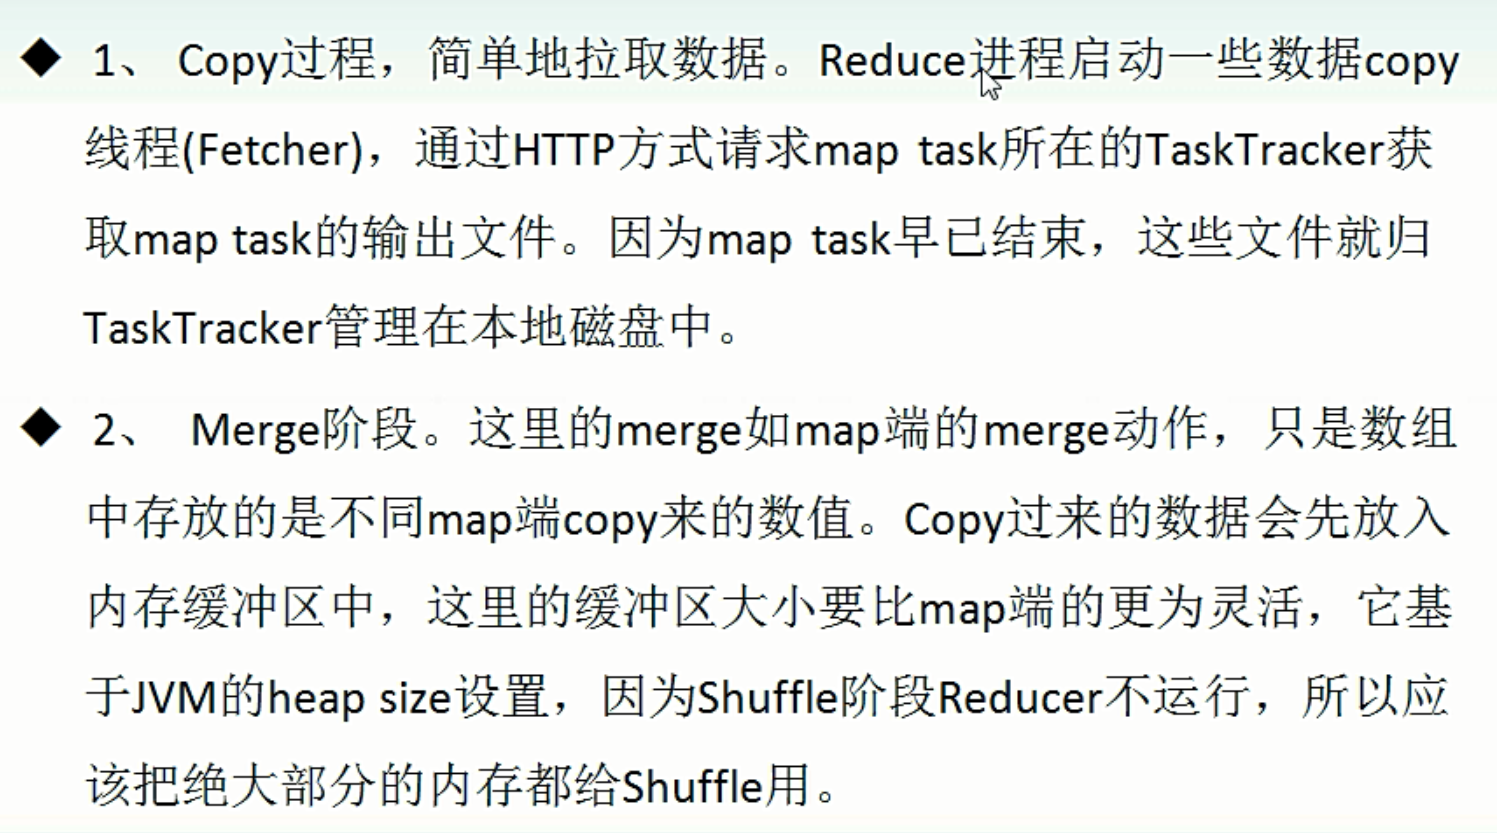 ◆ 1、 Copy过程，简单地拉取数据。Reduce进程启动一些数据copy
线程(Fetcher)，通过HTTP方式请求map task所在的TaskTracker获
取map task的输出文件。因为map task早已结束，这些文件就归
TaskTracker管理在本地磁盘中。
◆ 2、 Merge阶段。这里的merge如map端的merge动作，只是数组
中存放的是不同map端copy来的数值。Copy过来的数据会先放入
内存缓冲区中，这里的缓冲区大小要比map端的更为灵活，它基
于JVM的heap size设置，因为Shuffle阶段Reducer不运行，所以应
该把绝大部分的内存都给Shuffle用。